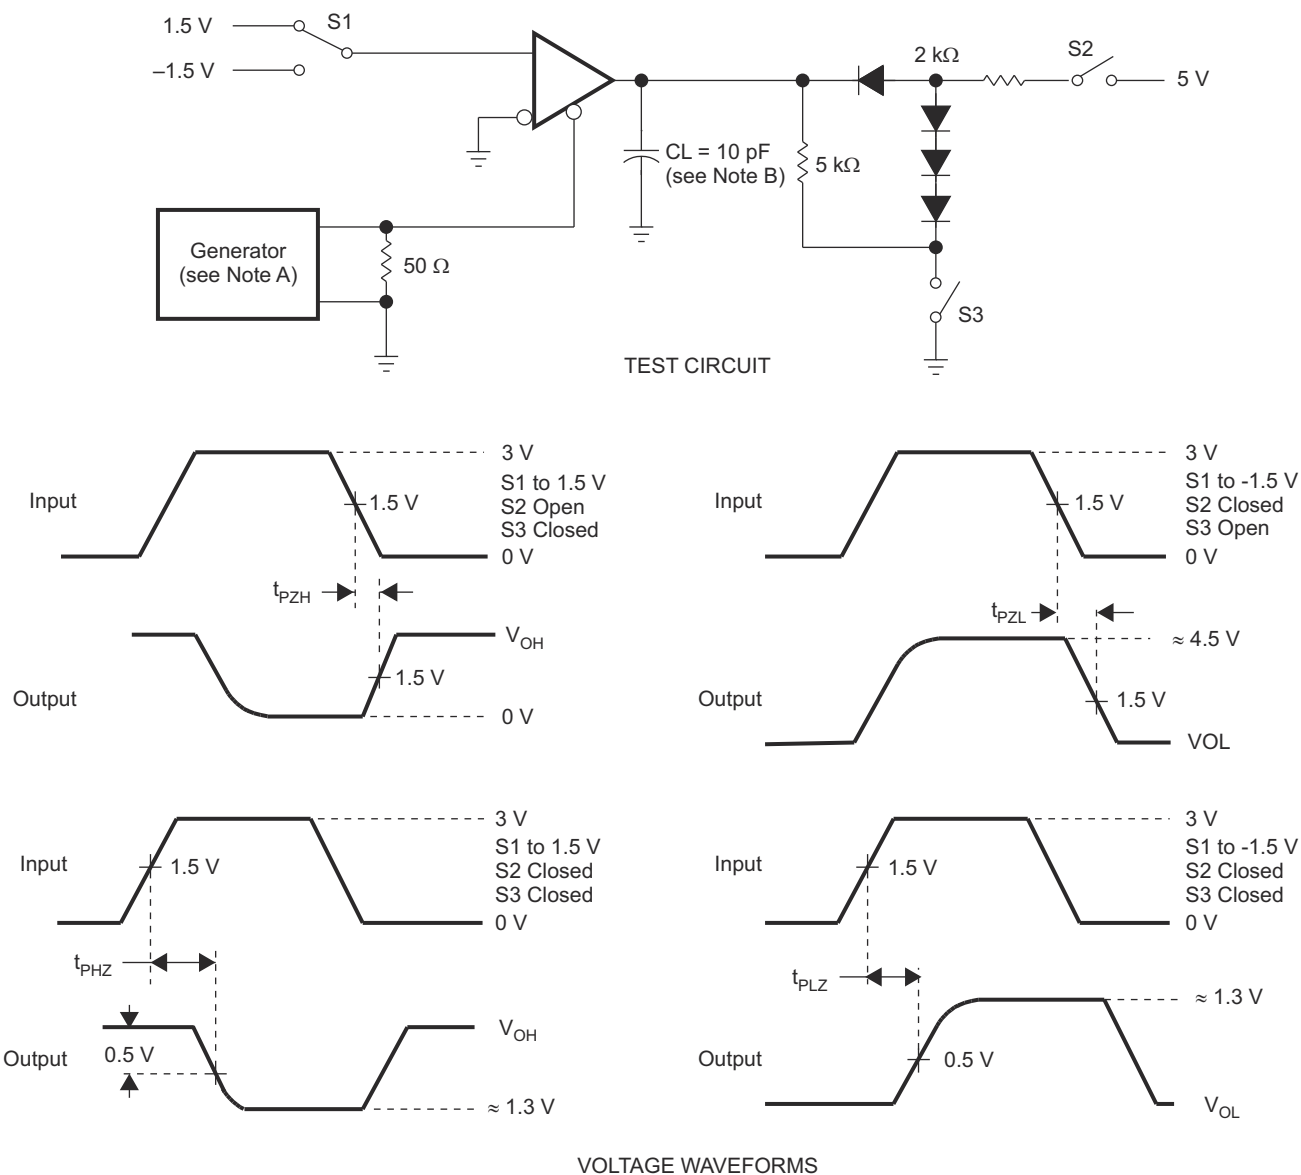 1.5 V
S1
–1.5 V
2 kΩ
S2
5 V
CL = 10 pF
(see Note B)
5 kΩ
Generator
(see Note A)
50 Ω
S3
TEST CIRCUIT
Input
3 V
S1 to 1.5 V
S2 Open
S3 Closed
0 V
1.5 V
tPZH
Output
VOH
1.5 V
0 V
Input
3 V
S1 to -1.5 V
S2 Closed
S3 Open
0 V
1.5 V
tPZL
Output
≈ 4.5 V
1.5 V
VOL
Input
3 V
S1 to 1.5 V
S2 Closed
S3 Closed
0 V
1.5 V
tPHZ
Output
0.5 V
VOH
≈ 1.3 V
Input
3 V
S1 to -1.5 V
S2 Closed
S3 Closed
0 V
1.5 V
tPLZ
Output
≈ 1.3 V
0.5 V
VOL
VOLTAGE WAVEFORMS